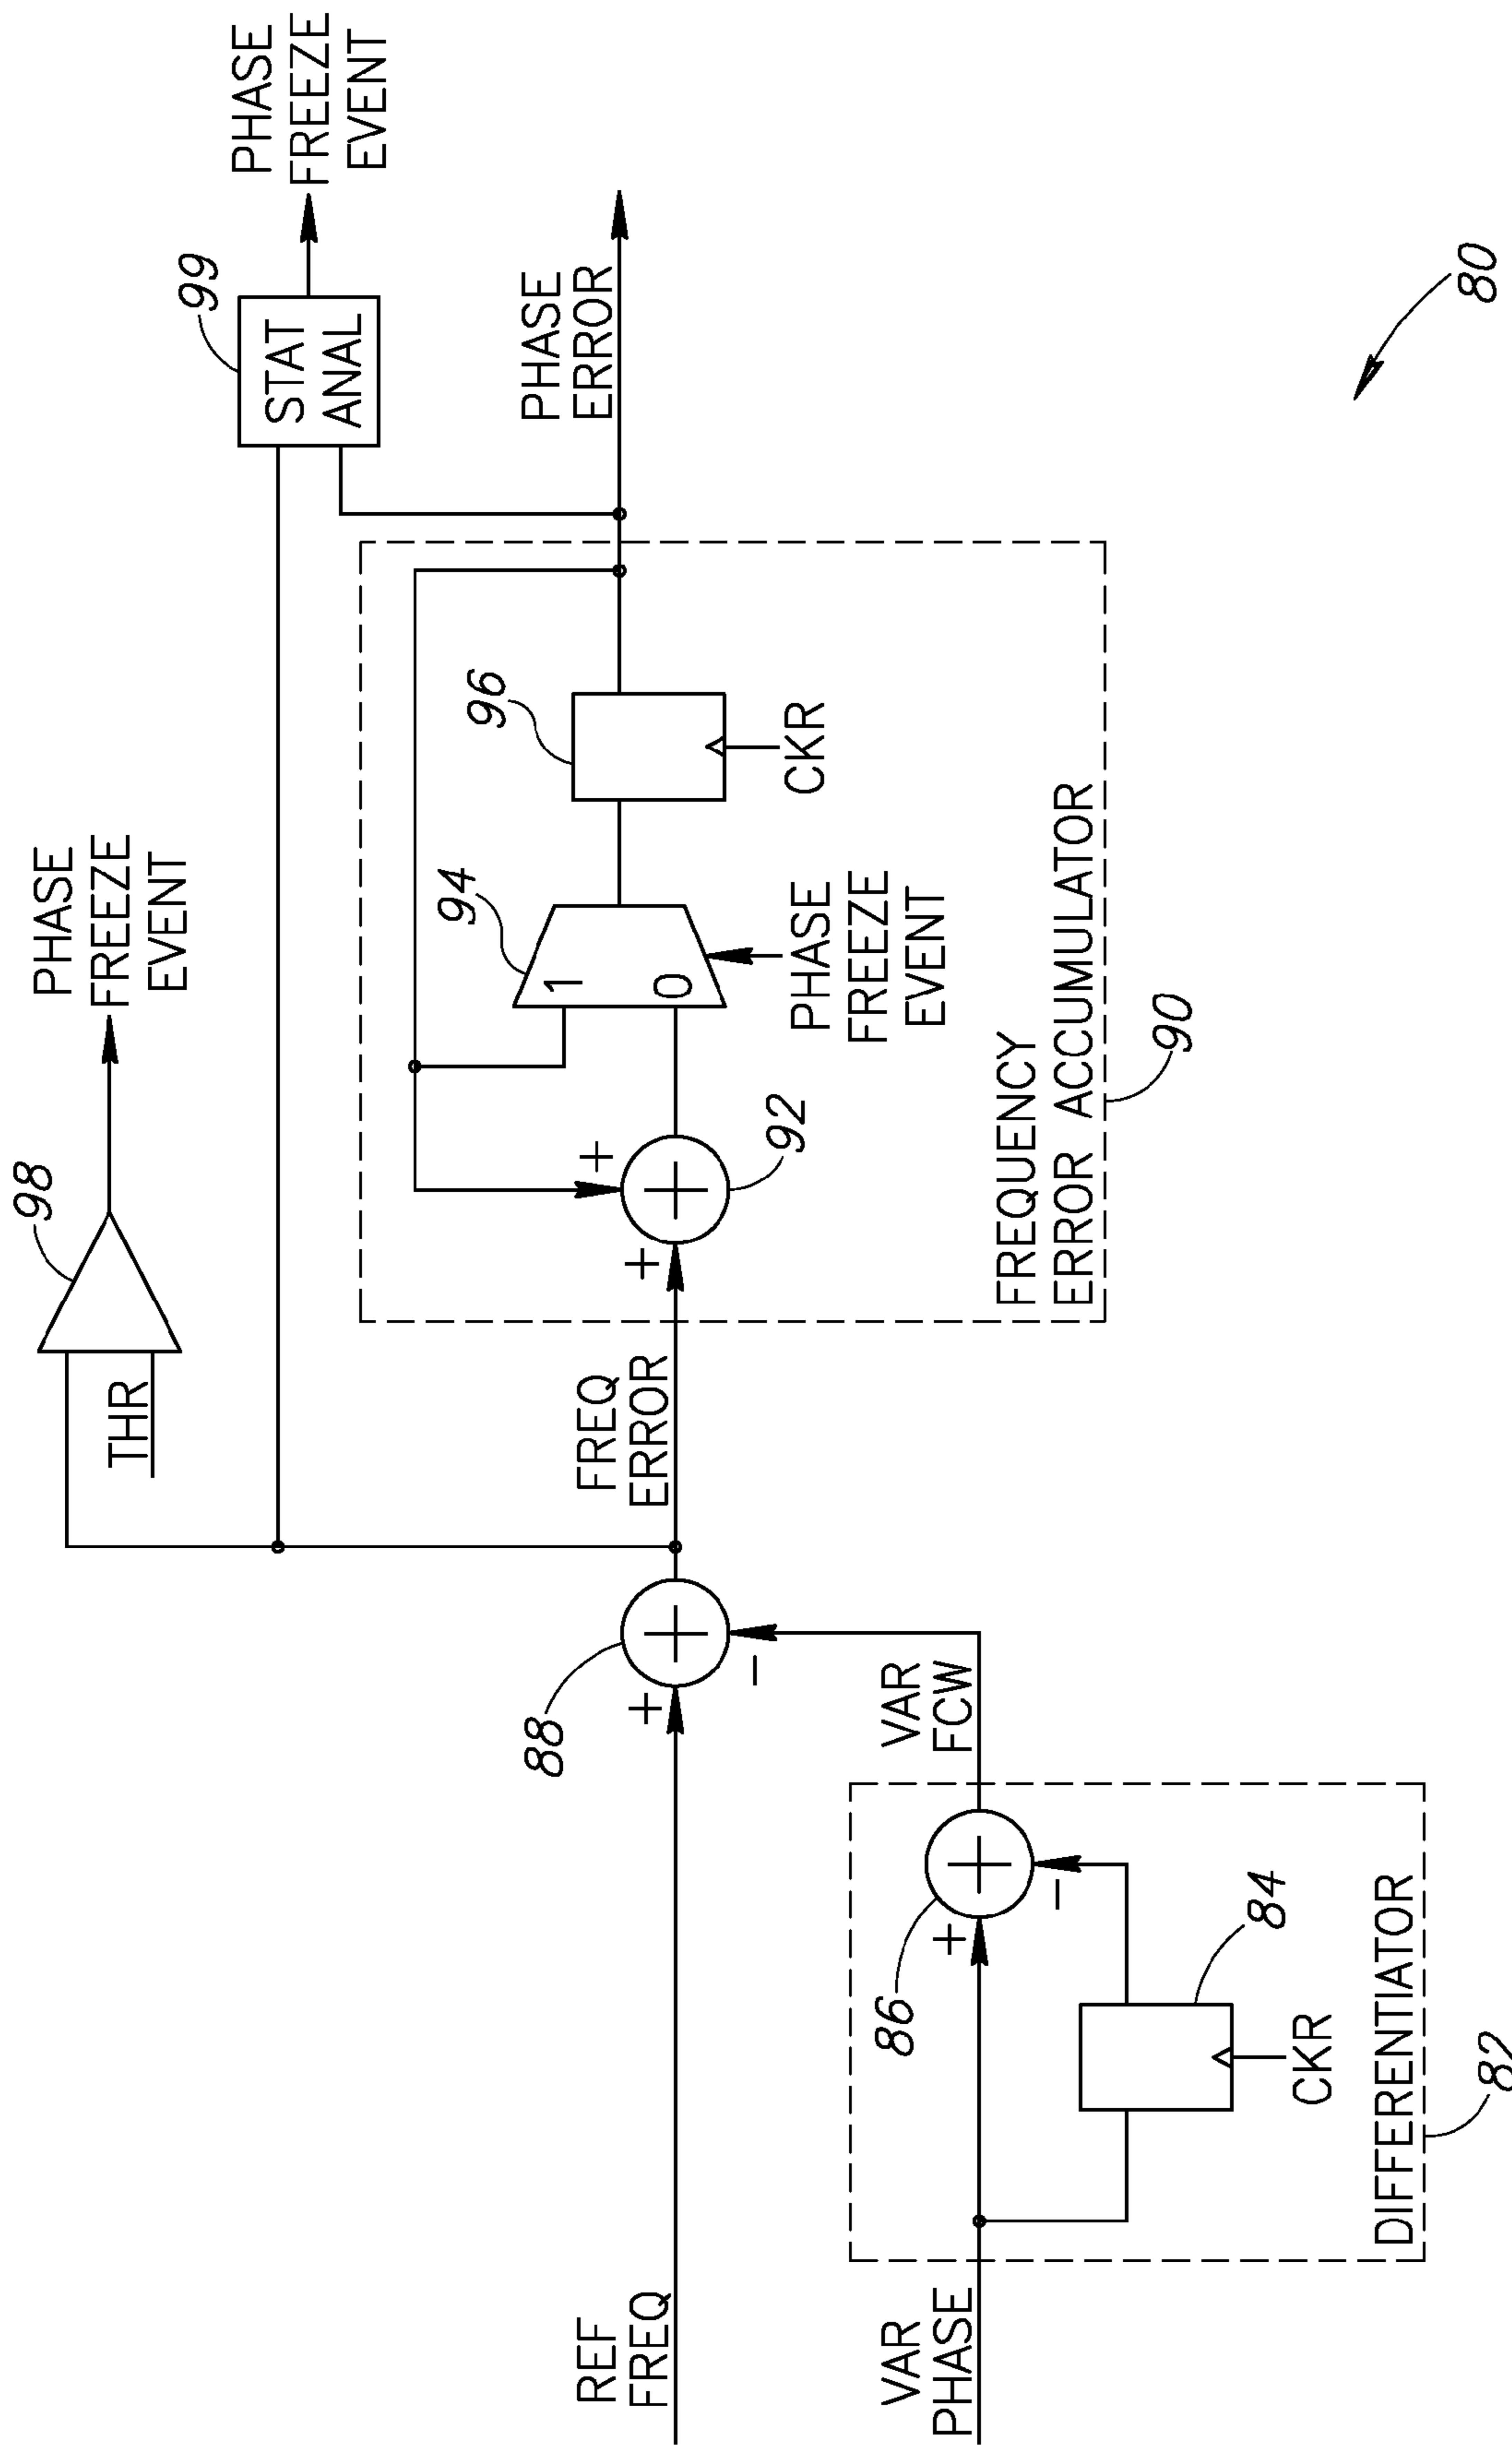 98
PHASE
FREEZE
EVENT
THR
99
STAT
ANAL
PHASE
FREEZE
EVENT
REF
FREQ
+
88
+
-
FREQ
ERROR
+
+
+
92
94
1
0
PHASE
FREEZE
EVENT
96
CKR
PHASE
ERROR
FREQUENCY
ERROR ACCUMULATOR
90
VAR
PHASE
86
+
+
-
VAR
FCW
84
CKR
DIFFERENTIATOR
82
80